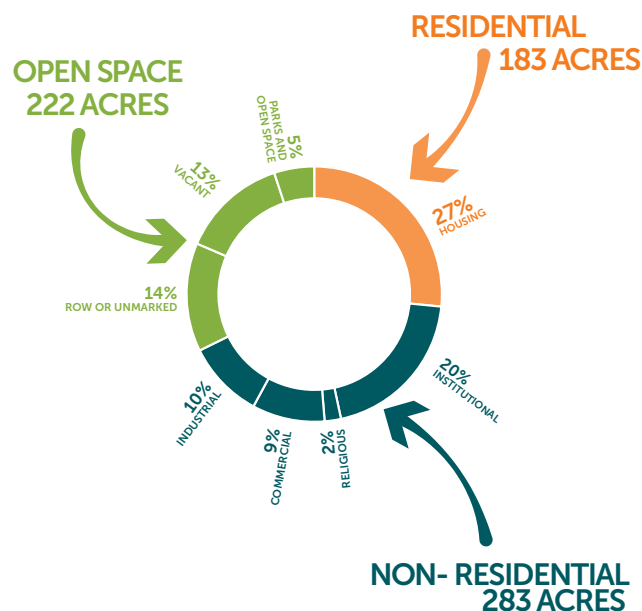 RESIDENTIAL
183 ACRES
OPEN SPACE
222 ACRES
5%
PARKS AND
OPEN SPACE
13%
VACANT
27%
HOUSING
14%
ROW OR UNMARKED
20%
INSTITUTIONAL
10%
INDUSTRIAL
9%
COMMERCIAL
2%
RELIGIOUS
NON- RESIDENTIAL
283 ACRES